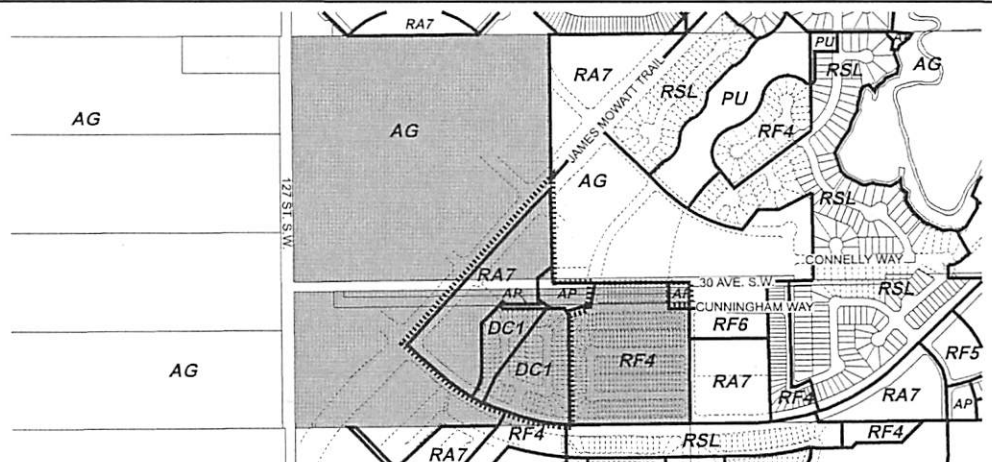 RA7
PU
RSL
AG
RA7
RSL
PU
AG
AG
JAMES MOWATT TRAIL
RF4
AG
127 ST. S.W
RSL
CONNELLY WAY
RA7
30 AVE. S.W.
RSL
AP
AP
AP
CUNNINGHAM WAY
DC1
RF6
RF4
DC1
RF5
AG
RA7
RF4
RA7
AP
RF4
RSL
RF4
RA7